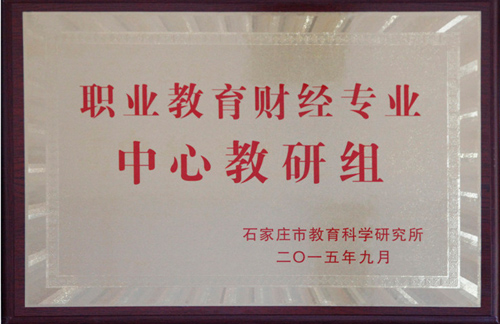 职业教育财经专业
中心教研组
石家庄市教育科学研究所
二〇一五年九月